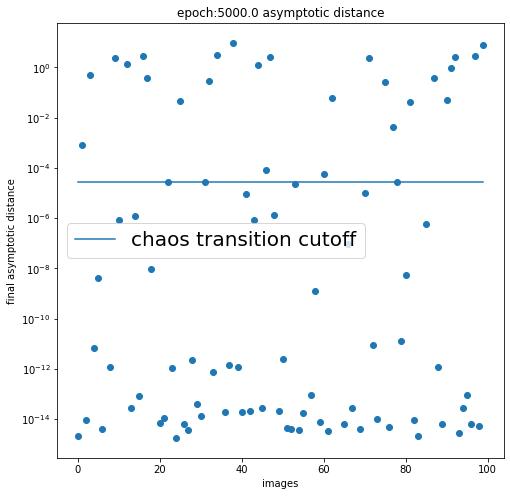 epoch:5000.0 asymptotic distance
final asymptotic distance
10^0
10^-2
10^-4
10^-6
10^-8
10^-10
10^-12
10^-14
chaos transition cutoff
0 20 40 60 80 100
images